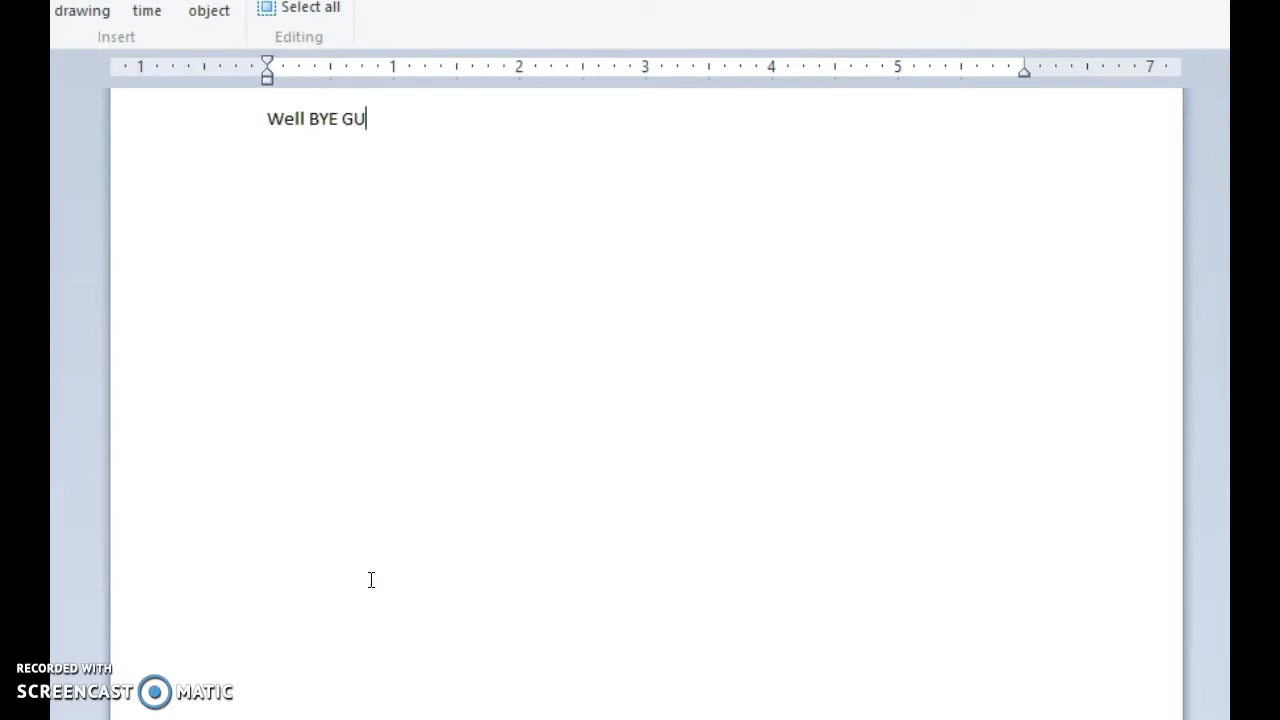 drawing time object
Select all
Insert Editing
1 1 2 3 4 5 7
Well BYE GU
RECORDED WITH
SCREENCAST MATIC